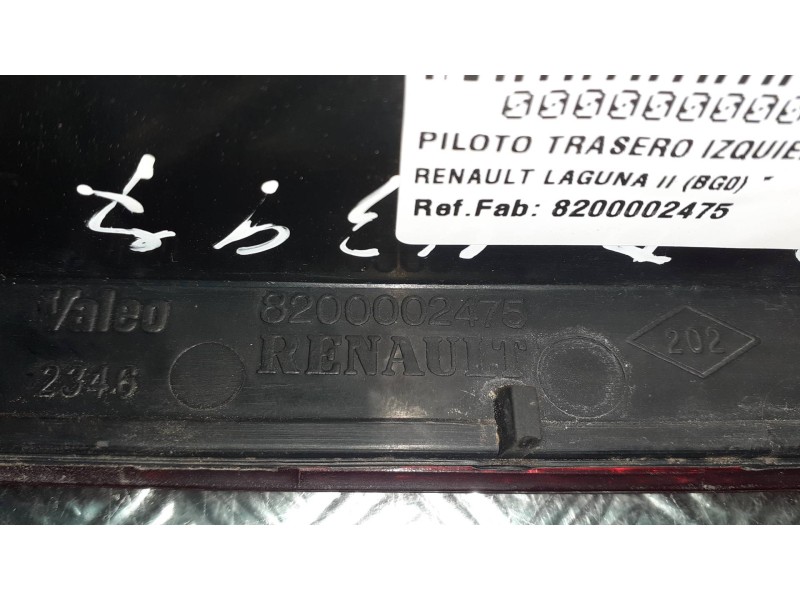 PILOTO TRASERO IZQUIE
RENAULT LAGUNA II (BG0)
Ref.Fab: 8200002475
Valeo
8200002475
RENAULT
2346
202